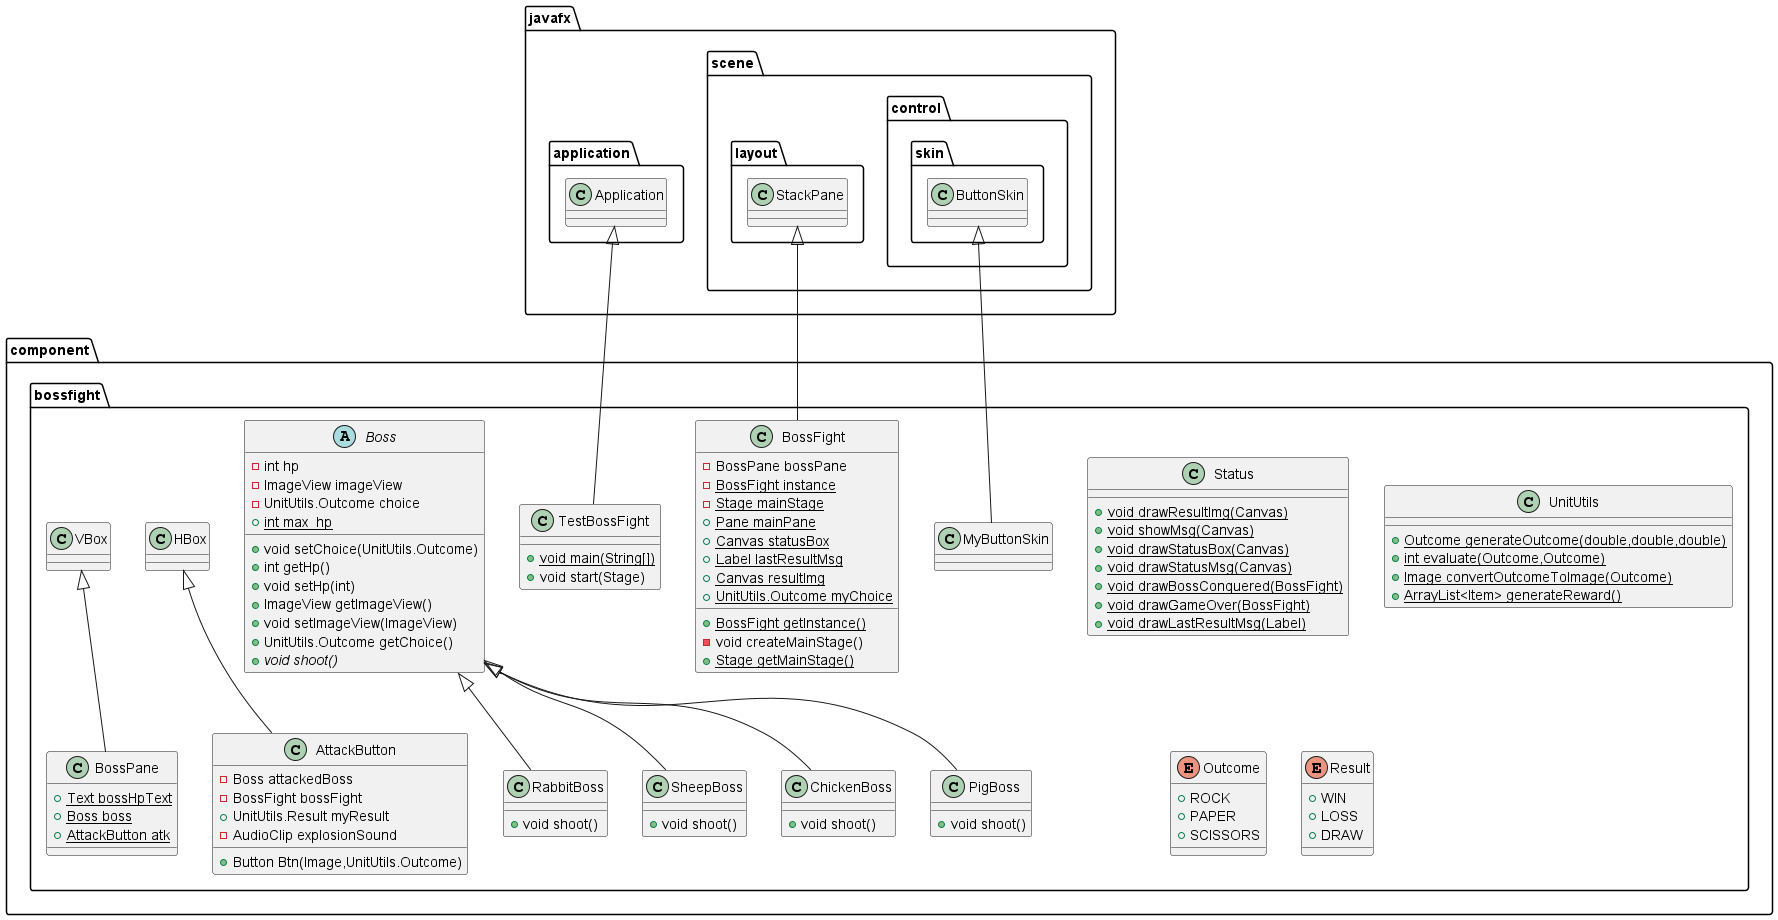 javafx
scene
control
application
layout
skin
C Application
C StackPane
C ButtonSkin
component
bossfight
C VBox
C HBox
A Boss
int hp
ImageView imageView
UnitUtils.Outcome choice
int max_hp
void setChoice(UnitUtils.Outcome)
int getHp()
void setHp(int)
ImageView getImageView()
void setImageView(ImageView)
UnitUtils.Outcome getChoice()
void shoot()
C TestBossFight
void main(String[])
void start(Stage)
C BossFight
BossPane bossPane
BossFight instance
Stage mainStage
Pane mainPane
Canvas statusBox
Label lastResultMsg
Canvas resultImg
UnitUtils.Outcome myChoice
BossFight getInstance()
void createMainStage()
Stage getMainStage()
C MyButtonSkin
C Status
void drawResultImg(Canvas)
void showMsg(Canvas)
void drawStatusBox(Canvas)
void drawStatusMsg(Canvas)
void drawBossConquered(BossFight)
void drawGameOver(BossFight)
void drawLastResultMsg(Label)
C UnitUtils
Outcome generateOutcome(double,double,double)
int evaluate(Outcome,Outcome)
Image convertOutcomeToImage(Outcome)
ArrayList<Item> generateReward()
C BossPane
Text bossHpText
Boss boss
AttackButton atk
C AttackButton
Boss attackedBoss
BossFight bossFight
UnitUtils.Result myResult
AudioClip explosionSound
Button Btn(Image,UnitUtils.Outcome)
C RabbitBoss
void shoot()
C SheepBoss
void shoot()
C ChickenBoss
void shoot()
C PigBoss
void shoot()
E Outcome
ROCK
PAPER
SCISSORS
E Result
WIN
LOSS
DRAW